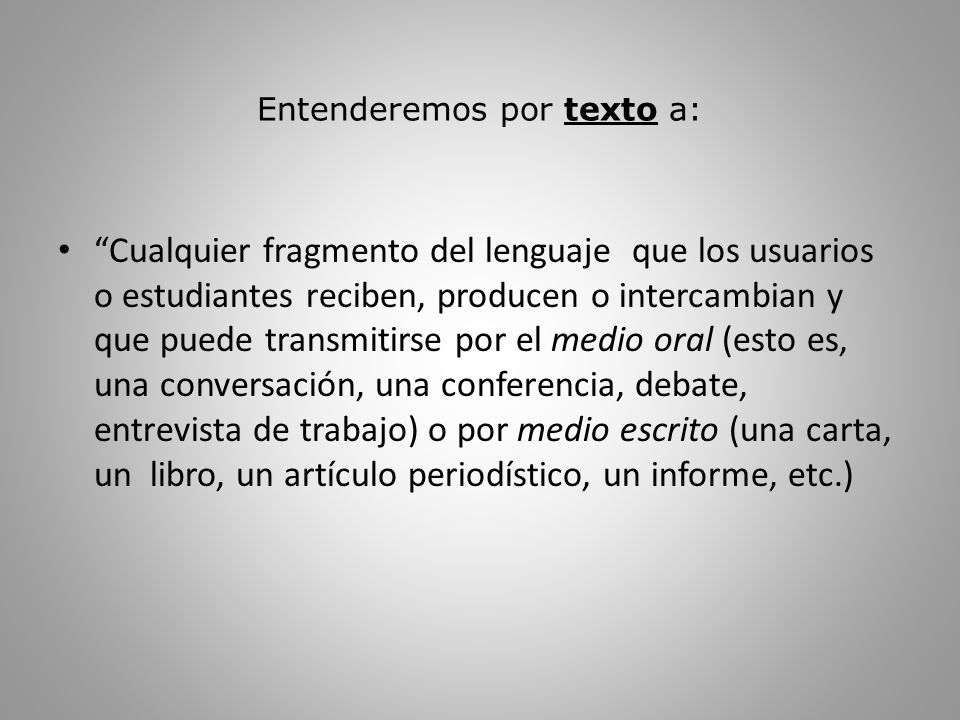 Entenderemos por texto a:
• “Cualquier fragmento del lenguaje  que los usuarios
o estudiantes reciben, producen o intercambian y
que puede transmitirse por el medio oral (esto es,
una conversación, una conferencia, debate,
entrevista de trabajo) o por medio escrito (una carta,
un  libro, un artículo periodístico, un informe, etc.)